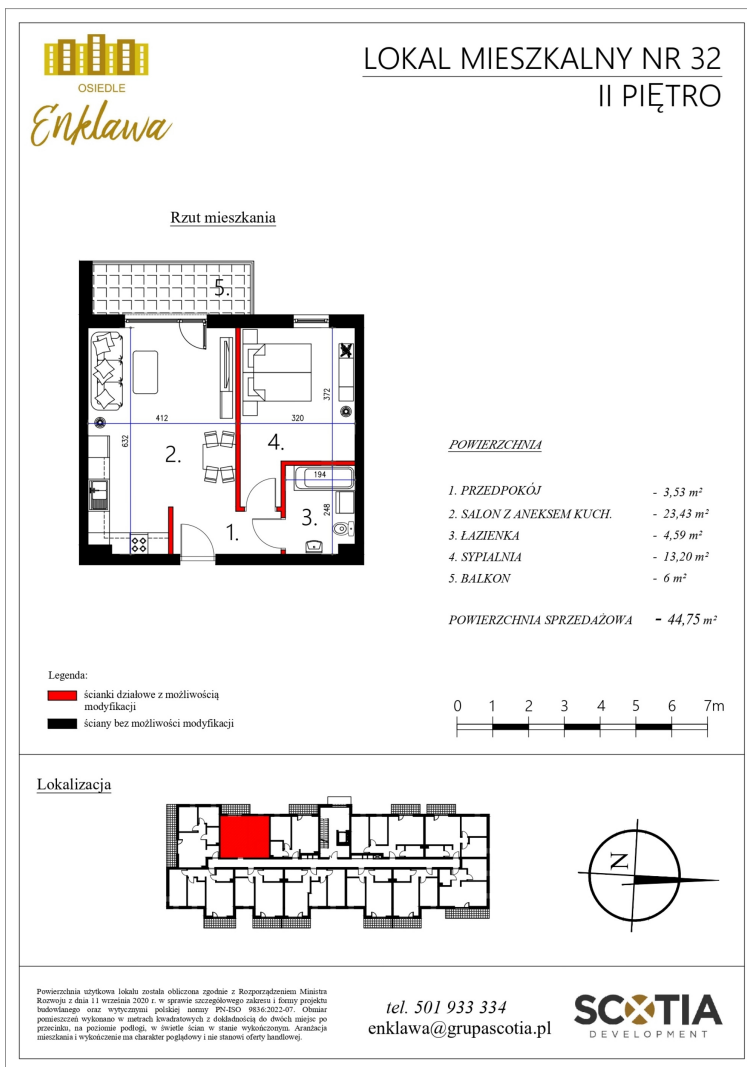 LOKAL MIESZKALNY NR 32
II PIĘTRO
OSIEDLE
Enklawa
Rzut mieszkania
5.
412
632
2.
320
372
4.
194
248
3.
1.
POWIERZCHNIA
1. PRZEDPOKÓJ - 3,53 m²
2. SALON Z ANEKSEM KUCH. - 23,43 m²
3. ŁAZIENKA - 4,59 m²
4. SYPIALNIA - 13,20 m²
5. BALKON - 6 m²
POWIERZCHNIA SPRZEDAŻOWA - 44,75 m²
Legenda:
ścianki działowe z możliwością
modyfikacji
ściany bez możliwości modyfikacji
0 1 2 3 4 5 6 7m
Lokalizacja
N
Powierzchnia użytkowa lokalu została obliczona zgodnie z Rozporządzeniem Ministra
Rozwoju z dnia 11 września 2020 r. w sprawie szczegółowego zakresu i formy projektu
budowlanego oraz wytycznymi polskiej normy PN-ISO 9836:2022-07. Obmiar
pomieszczeń wykonano w metrach kwadratowych z dokładnością do dwóch miejsc po
przecinku, na poziomie podłogi, w świetle ścian w stanie wykończonym. Aranżacja
mieszkania i wykończenie ma charakter poglądowy i nie stanowi oferty handlowej.
tel. 501 933 334
enklawa@grupascotia.pl
SCOTIA
DEVELOPMENT